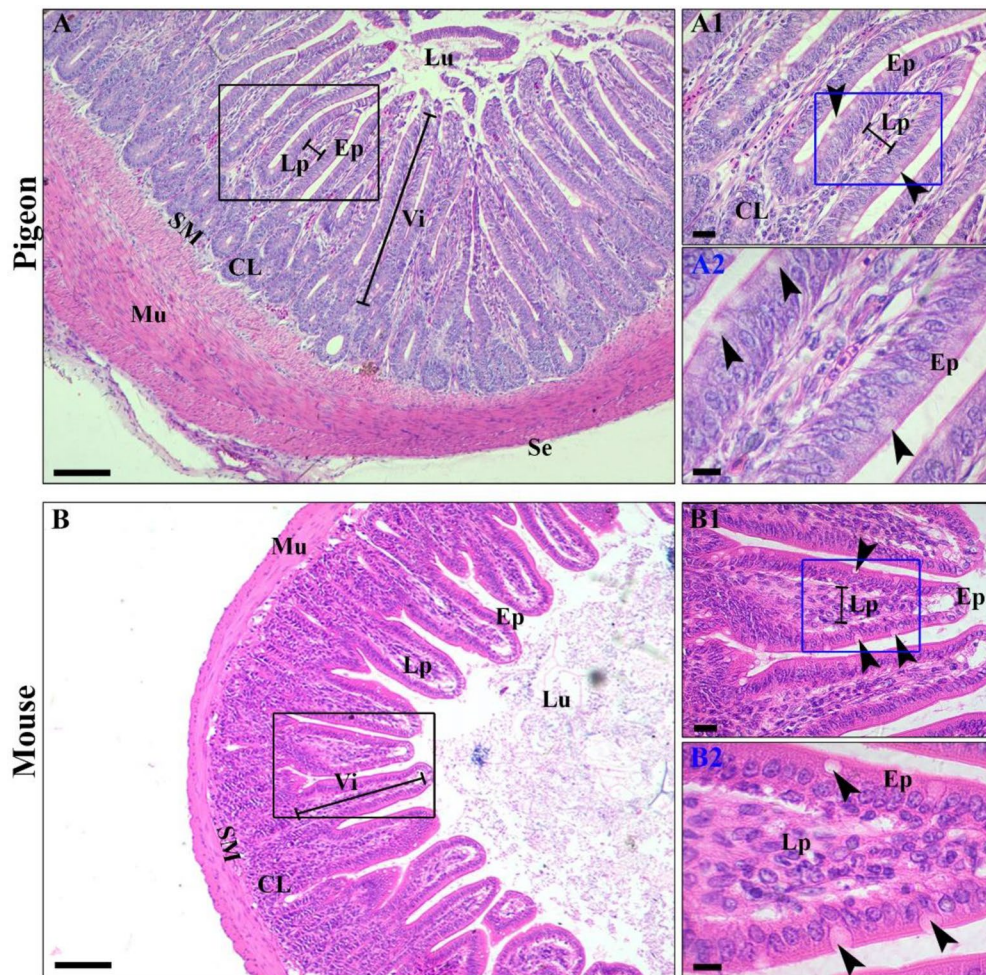 Pigeon
A
Lu
Lp
Ep
Vi
SM
CL
Mu
Se
A1
Ep
Lp
CL
A2
Ep
Mouse
B
Mu
Ep
Lp
Lu
Vi
SM
CL
B1
Lp
Ep
B2
Ep
Lp